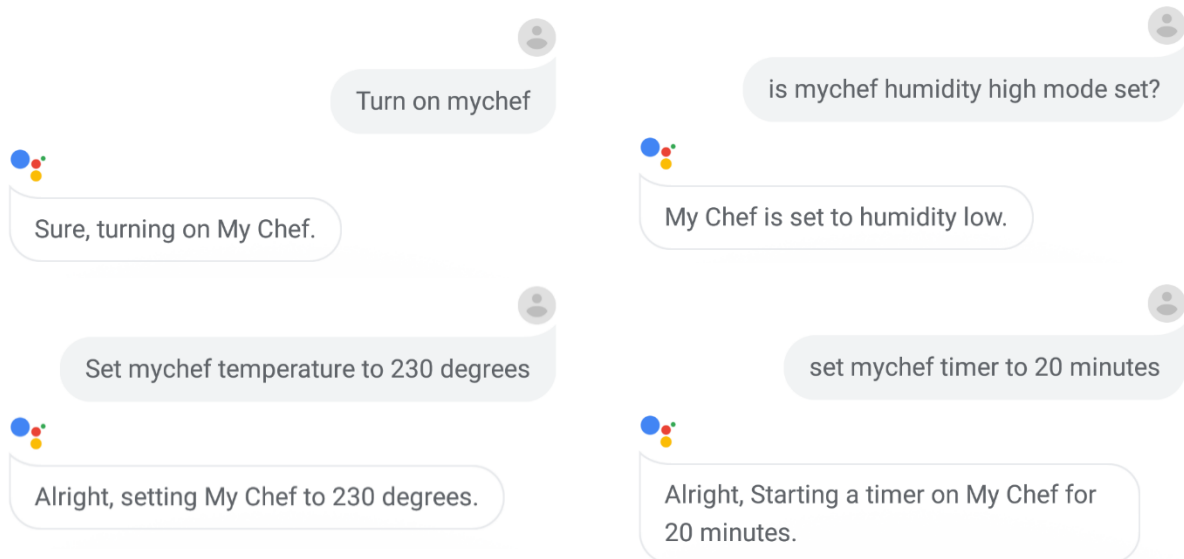 Turn on mychef
Sure, turning on My Chef.
Set mychef temperature to 230 degrees
Alright, setting My Chef to 230 degrees.
is mychef humidity high mode set?
My Chef is set to humidity low.
set mychef timer to 20 minutes
Alright, Starting a timer on My Chef for
20 minutes.